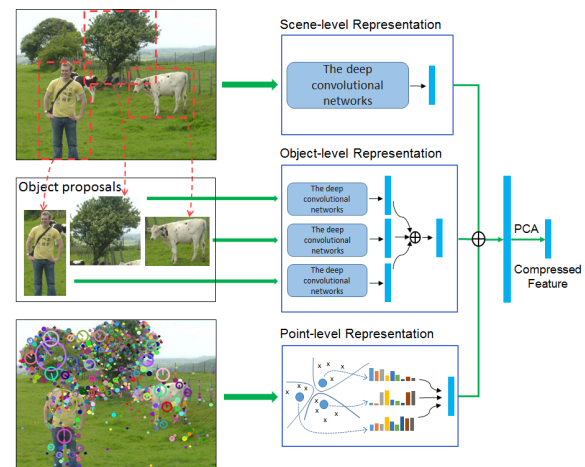 Scene-level Representation
The deep
convolutional
networks
Object-level Representation
Object proposals
The deep
convolutional
networks
The deep
convolutional
networks
The deep
convolutional
networks
PCA
Compressed
Feature
Point-level Representation
x x
x x
x x
x x
x x
x